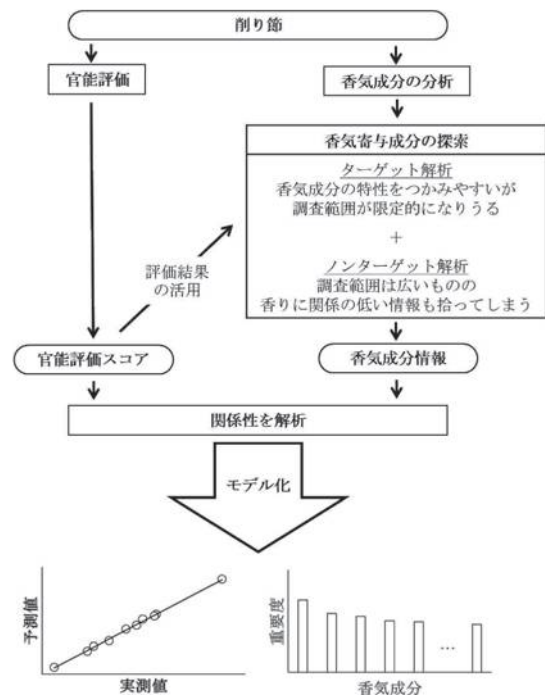 削り節
官能評価
香気成分の分析
香気寄与成分の探索
ターゲット解析
香気成分の特性をつかみやすいが
調査範囲が限定的になりうる
+
ノンターゲット解析
調査範囲は広いものの
香りに関係の低い情報も拾ってしまう
評価結果
の活用
官能評価スコア
香気成分情報
関係性を解析
モデル化
予測値
実測値
重要度
…
香気成分